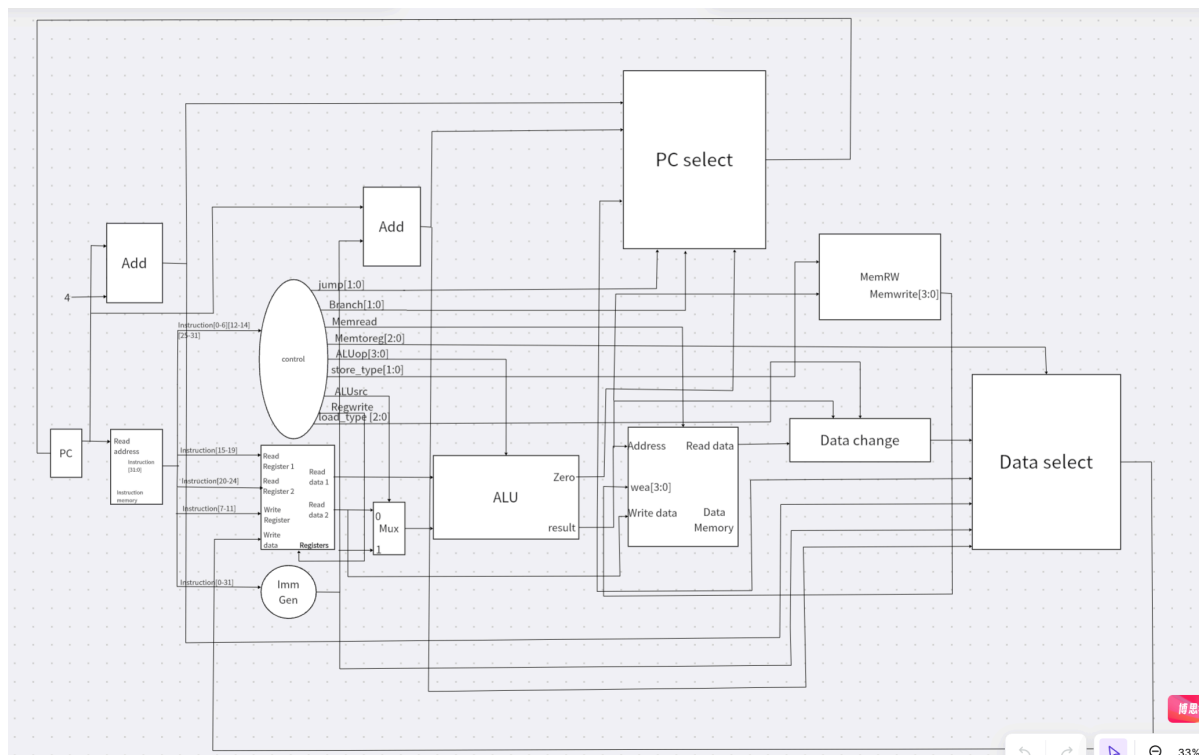 PC select
Add
Add
4
MemRW
Memwrite[3:0]
jump[1:0]
Branch[1:0]
Memread
Memtoreg[2:0]
ALUop[3:0]
store_type[1:0]
ALUsrc
Regwrite
load_type [2:0]
control
Instruction[0-6][12-14]
[25-31]
PC
Read
address
Instruction
[31:0]
Instruction
memory
Instruction[15-19]
Instruction[20-24]
Instruction[7-11]
Instruction[0-31]
Read
Register 1
Read
Register 2
Write
Register
Write
data
Read
data 1
Read
data 2
Registers
Imm
Gen
0
Mux
1
ALU
Zero
result
Address
Read data
wea[3:0]
Write data
Data
Memory
Data change
Data select
博思
33%